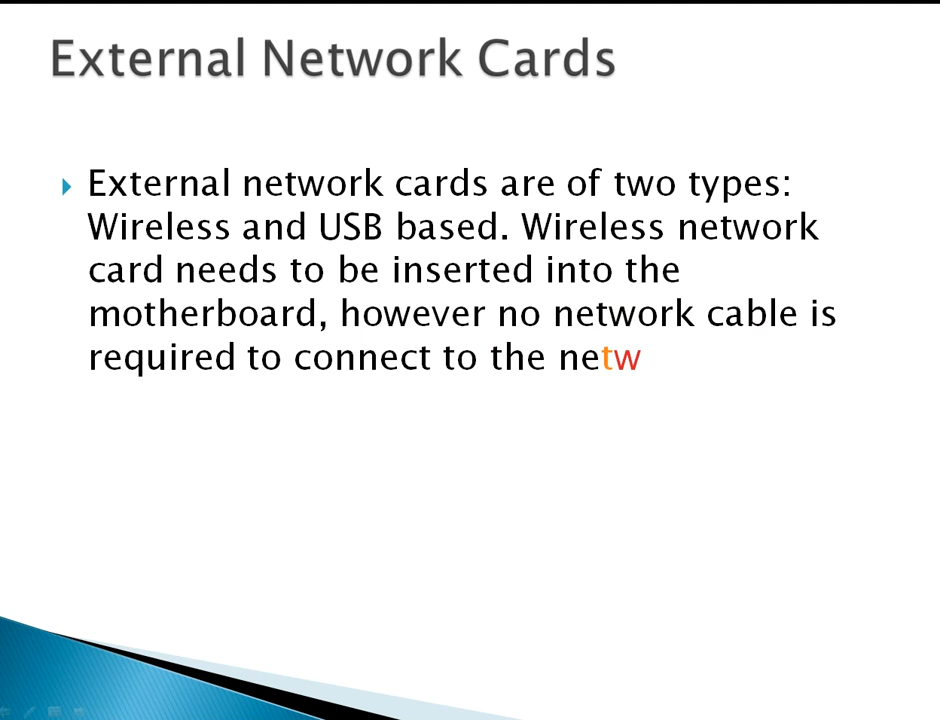 External Network Cards
External network cards are of two types:
Wireless and USB based. Wireless network
card needs to be inserted into the
motherboard, however no network cable is
required to connect to the netw